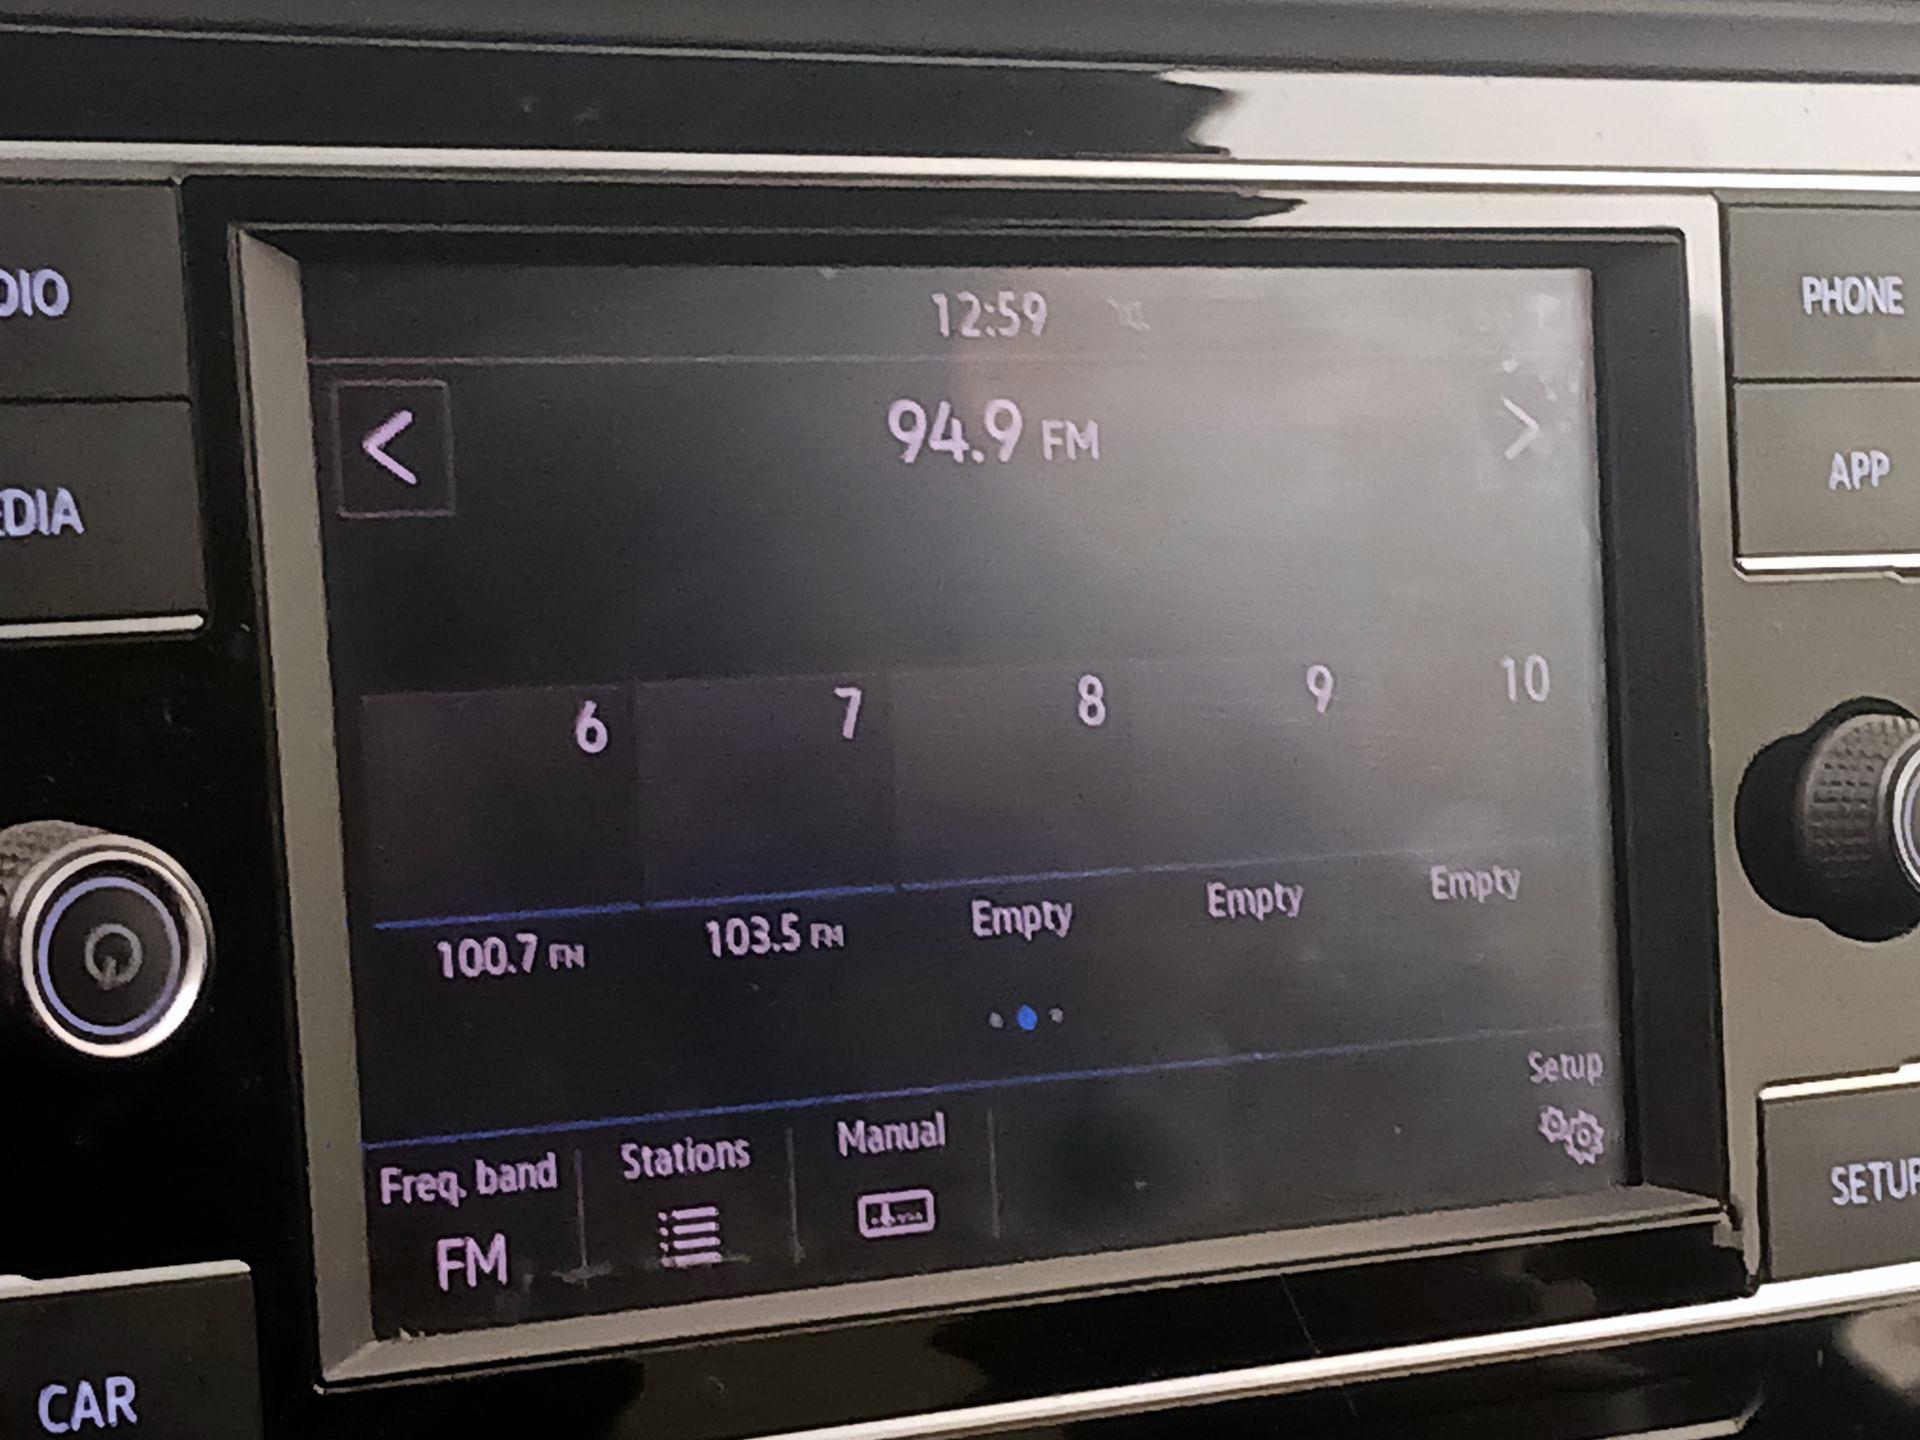 DIO
EDIA
CAR
12:59
94.9 FM
6 7 8 9 10
100.7 FM 103.5 FM Empty Empty Empty
Freq. band Stations Manual Setup
FM
PHONE
APP
SETUP